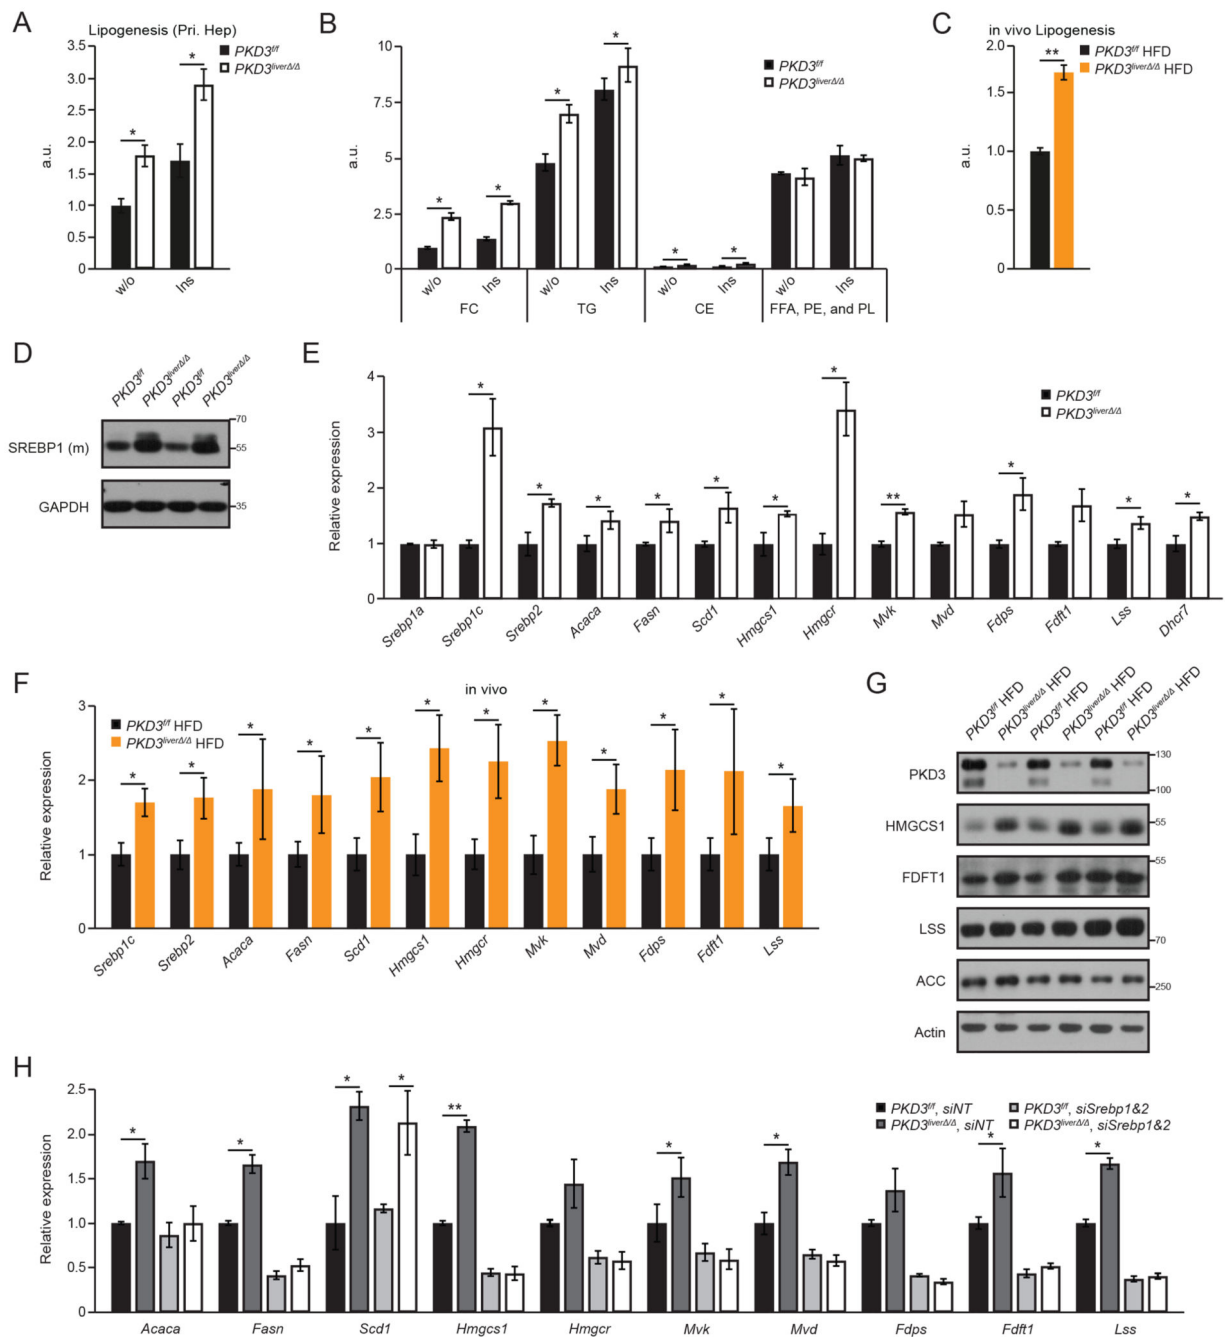 A
Lipogenesis (Pri. Hep)
PKD3f/f
PKD3liverΔ/Δ
a.u.
3.5
3.0
2.5
2.0
1.5
1.0
0.5
0
*
*
w/o
Ins
B
a.u.
10
7.5
5
2.5
0
*
*
*
*
*
*
PKD3f/f
PKD3liverΔ/Δ
w/o
Ins
w/o
Ins
w/o
Ins
w/o
Ins
FC
TG
CE
FFA, PE, and PL
C
in vivo Lipogenesis
PKD3f/f HFD
PKD3liverΔ/Δ HFD
**
a.u.
2.0
1.5
1.0
0.5
0
D
PKD3f/f
PKD3liverΔ/Δ
PKD3f/f
PKD3liverΔ/Δ
SREBP1 (m)
70
55
GAPDH
35
E
PKD3f/f
PKD3liverΔ/Δ
Relative expression
4
3
2
1
0
*
*
*
*
*
*
*
**
*
*
*
Srebp1a
Srebp1c
Srebp2
Acaca
Fasn
Scd1
Hmgcs1
Hmgcr
Mvk
Mvd
Fdps
Fdft1
Lss
Dhcr7
F
in vivo
PKD3f/f HFD
PKD3liverΔ/Δ HFD
Relative expression
3
2
1
0
*
*
*
*
*
*
*
*
*
*
*
*
Srebp1c
Srebp2
Acaca
Fasn
Scd1
Hmgcs1
Hmgcr
Mvk
Mvd
Fdps
Fdft1
Lss
G
PKD3f/f HFD
PKD3liverΔ/Δ HFD
PKD3f/f HFD
PKD3liverΔ/Δ HFD
PKD3f/f HFD
PKD3liverΔ/Δ HFD
PKD3
130
100
HMGCS1
55
FDFT1
55
LSS
70
ACC
250
Actin
H
PKD3f/f, siNT
PKD3liverΔ/Δ, siNT
PKD3f/f, siSrebp1&2
PKD3liverΔ/Δ, siSrebp1&2
Relative expression
2.5
2.0
1.5
1.0
0.5
0
*
*
*
*
**
*
*
*
*
Acaca
Fasn
Scd1
Hmgcs1
Hmgcr
Mvk
Mvd
Fdps
Fdft1
Lss